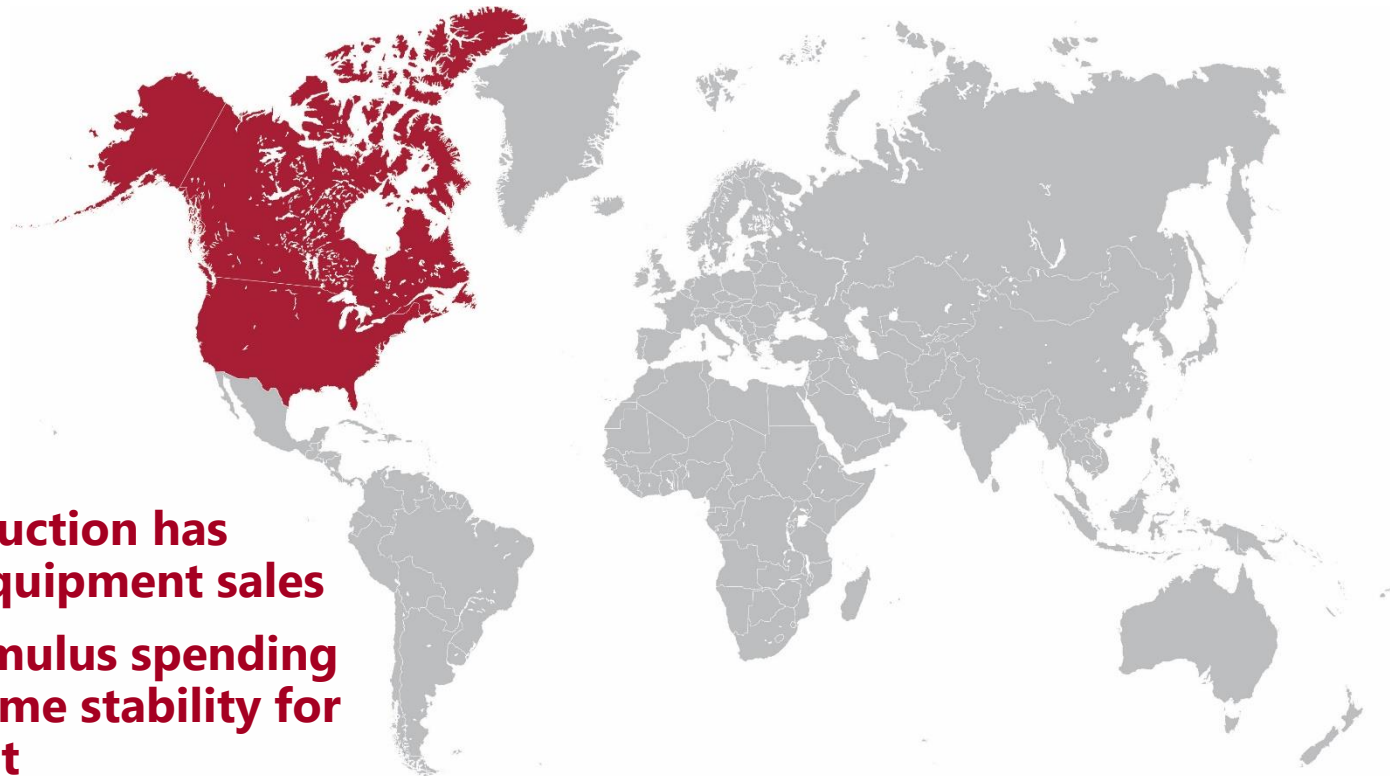 uction has
quipment sales
mulus spending
me stability for
t